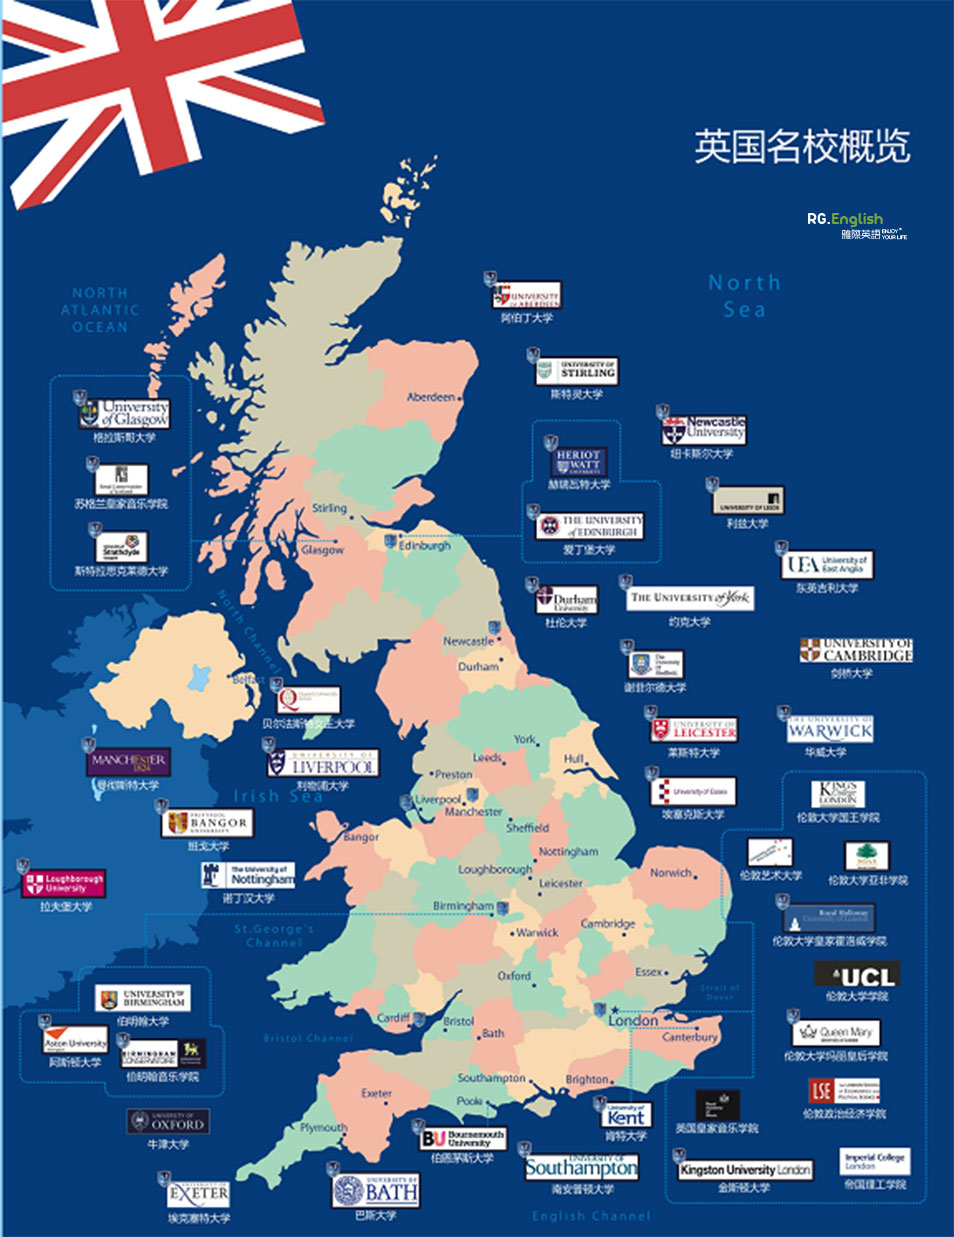 英国名校概览
RG.English
雅際英語 ENJOY
YOUR LIFE
North
Sea
NORTH
ATLANTIC
OCEAN
UNIVERSITY
OF ABERDEEN
阿伯丁大学
UNIVERSITY OF
STIRLING
斯特灵大学
Aberdeen
University
of Glasgow
格拉斯哥大学
Newcastle
University
纽卡斯尔大学
HERIOT
WATT
UNIVERSITY
赫瑞瓦特大学
Royal Conservatoire
of Scotland
苏格兰皇家音乐学院
UNIVERSITY OF LEEDS
利兹大学
Stirling
THE UNIVERSITY
of EDINBURGH
爱丁堡大学
University of
Strathclyde
Glasgow
斯特拉思克莱德大学
Glasgow
Edinburgh
UEA University of
East Anglia
东英吉利大学
North Channel
Durham
University
杜伦大学
THE UNIVERSITY of York
约克大学
Newcastle
Durham
The
University
Of
Sheffield.
谢菲尔德大学
UNIVERSITY OF
CAMBRIDGE
剑桥大学
Belfast
Queen's University
贝尔法斯特女王大学
UNIVERSITY OF
LEICESTER
莱斯特大学
THE UNIVERSITY OF
WARWICK
华威大学
York
Leeds
Hull
MANCHESTER
1824
曼彻斯特大学
UNIVERSITY OF
LIVERPOOL
利物浦大学
Preston
University of Essex
埃塞克斯大学
KING'S
College
LONDON
伦敦大学国王学院
Irish Sea
Liverpool
Manchester
Sheffield
BANGOR
UNIVERSITY
班戈大学
Bangor
Nottingham
伦敦艺术大学
SOAS
伦敦大学亚非学院
Loughborough
University
拉夫堡大学
The University of
Nottingham
诺丁汉大学
Loughborough
Leicester
Norwich
Birmingham
Royal Holloway
University of London
伦敦大学皇家霍洛威学院
St.George's
Channel
Warwick
Cambridge
Oxford
Essex
UCL
伦敦大学学院
Strait of
Dover
UNIVERSITY OF
BIRMINGHAM
伯明翰大学
Cardiff
Bristol
Bath
London
Canterbury
Queen Mary
University of London
伦敦大学玛丽皇后学院
Aston University
阿斯顿大学
BIRMINGHAM
CONSERVATOIRE
伯明翰音乐学院
Bristol Channel
Southampton
Brighton
Exeter
Poole
LSE THE LONDON SCHOOL
OF ECONOMICS AND
POLITICAL SCIENCE
伦敦政治经济学院
UNIVERSITY OF
OXFORD
牛津大学
Plymouth
BU Bournemouth
University
伯恩茅斯大学
University of
Kent
肯特大学
Royal
Academy
of Music
英国皇家音乐学院
UNIVERSITY OF
EXETER
埃克塞特大学
UNIVERSITY OF
BATH
巴斯大学
UNIVERSITY OF
Southampton
南安普顿大学
Kingston University London
金斯顿大学
Imperial College
London
帝国理工学院
English Channel